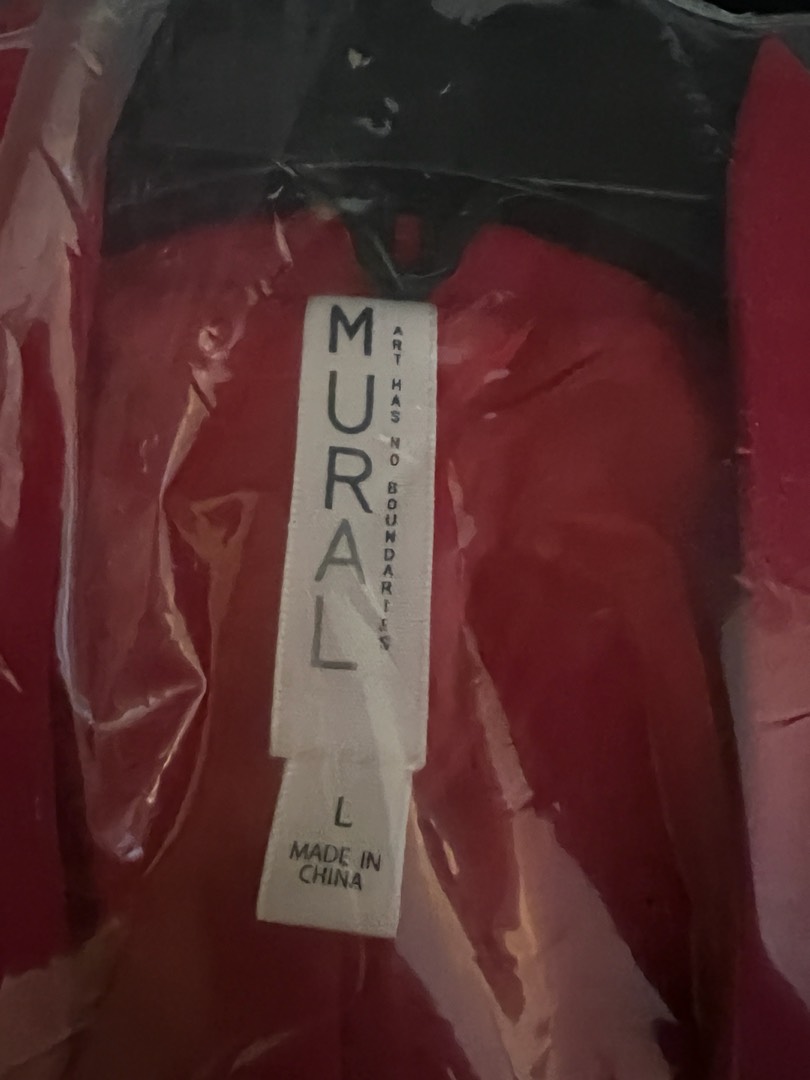 MURAL
ART HAS NO BOUNDARIES
L
MADE IN
CHINA